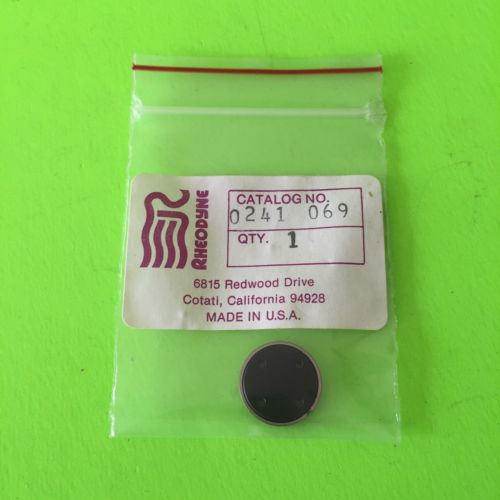 RHEODYNE
CATALOG NO.
0241 069
QTY. 1
6815 Redwood Drive
Cotati, California 94928
MADE IN U.S.A.